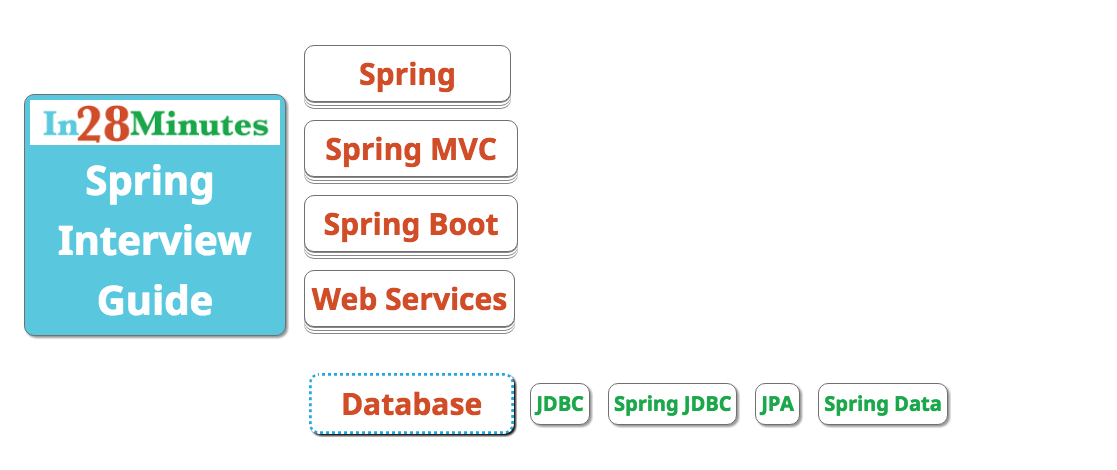 In28Minutes
Spring
Interview
Guide
Spring
Spring MVC
Spring Boot
Web Services
Database
JDBC
Spring JDBC
JPA
Spring Data